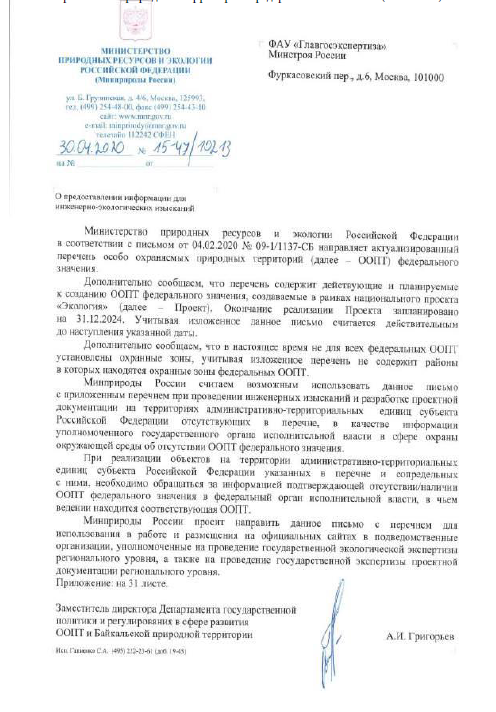 МИНИСТЕРСТВО
ПРИРОДНЫХ РЕСУРСОВ И ЭКОЛОГИИ
РОССИЙСКОЙ ФЕДЕРАЦИИ
(Минприроды России)
ул. Б. Грузинская, д. 4/6, Москва, 125993,
тел. (499) 254-48-00, факс (499) 254-43-10
сайт: www.mnr.gov.ru
e-mail: minprirody@mnr.gov.ru
телетайп 112242 СФЕН
30.04.2020 № 15-47/10213
на № от
ФАУ «Главгосэкспертиза»
Минстроя России
Фуркасовский пер., д.6, Москва, 101000
О предоставлении информации для
инженерно-экологических изысканий
Министерство природных ресурсов и экологии Российской Федерации
в соответствии с письмом от 04.02.2020 № 09-1/1137-СБ направляет актуализированный
перечень особо охраняемых природных территорий (далее – ООПТ) федерального
значения.
Дополнительно сообщаем, что перечень содержит действующие и планируемые
к созданию ООПТ федерального значения, создаваемые в рамках национального проекта
«Экология» (далее – Проект). Окончание реализации Проекта запланировано
на 31.12.2024. Учитывая изложенное данное письмо считается действительным
до наступления указанной даты.
Дополнительно сообщаем, что в настоящее время не для всех федеральных ООПТ
установлены охранные зоны, учитывая изложенное перечень не содержит районы
в которых находятся охранные зоны федеральных ООПТ.
Минприроды России считаем возможным использовать данное письмо
с приложенным перечнем при проведении инженерных изысканий и разработке проектной
документации на территориях административно-территориальных единиц субъекта
Российской Федерации отсутствующих в перечне, в качестве информации
уполномоченного государственного органа исполнительной власти в сфере охраны
окружающей среды об отсутствии ООПТ федерального значения.
При реализации объектов на территории административно-территориальных
единиц субъекта Российской Федерации указанных в перечне и сопредельных
с ними, необходимо обращаться за информацией подтверждающей отсутствие/наличие
ООПТ федерального значения в федеральный орган исполнительной власти, в чьем
ведении находится соответствующая ООПТ.
Минприроды России просит направить данное письмо с перечнем для
использования в работе и размещения на официальных сайтах в подведомственные
организации, уполномоченные на проведение государственной экологической экспертизы
регионального уровня, а также на проведение государственной экспертизы проектной
документации регионального уровня.
Приложение: на 31 листе.
Заместитель директора Департамента государственной
политики и регулирования в сфере развития
ООПТ и Байкальской природной территории
А.И. Григорьев
Исп. Гапиенко С.А. (495) 252-23-61 (доб. 19-45)